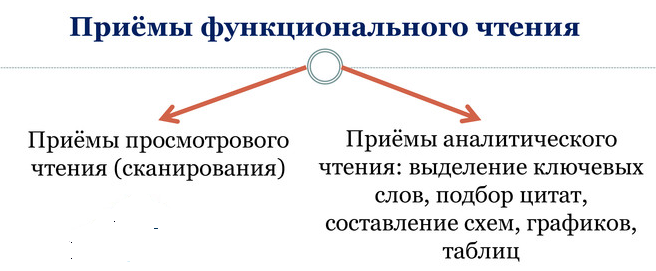 Приёмы функционального чтения
Приёмы просмотрового
чтения (сканирования)
Приёмы аналитического
чтения: выделение ключевых
слов, подбор цитат,
составление схем, графиков,
таблиц